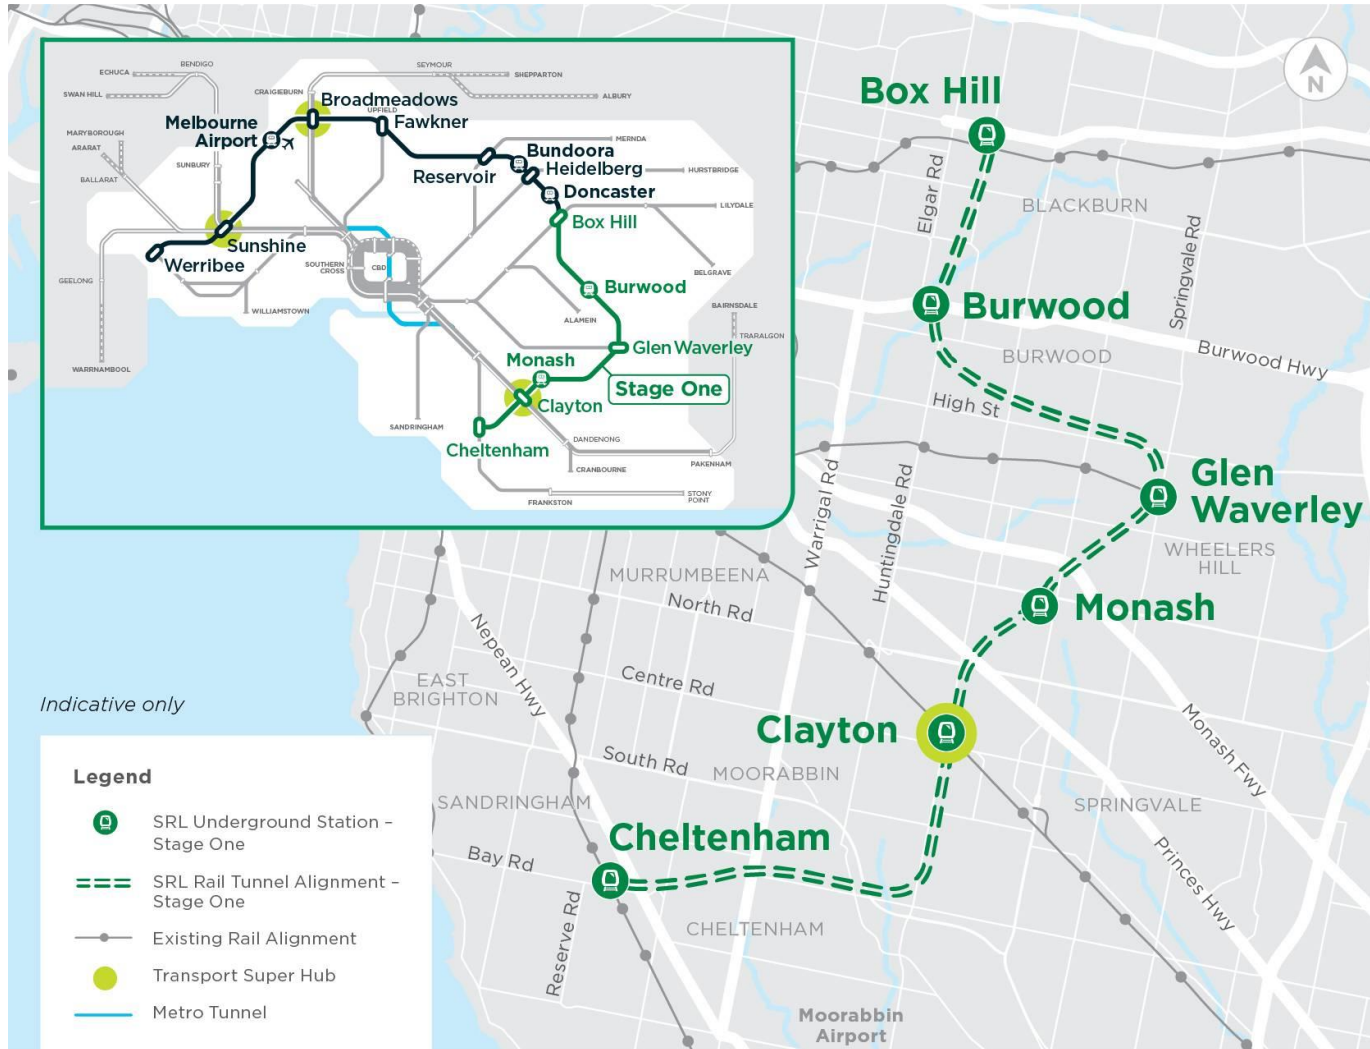 ECHUCA
BENDIGO
SWAN HILL
SEYMOUR
SHEPPARTON
ALBURY
CRAIGIEBURN
Broadmeadows
UPFIELD
Fawkner
Melbourne
Airport
MARYBOROUGH
ARARAT
BALLARAT
SUNBURY
MERNDA
Bundoora
Heidelberg
Reservoir
HURSTBRIDGE
Doncaster
LILYDALE
Box Hill
Sunshine
Werribee
SOUTHERN
CROSS
CBD
BELGRAVE
GEELONG
WILLIAMSTOWN
Burwood
ALAMEIN
BAIRNSDALE
TRARALGON
Glen Waverley
Monash
Stage One
WARRNAMBOOL
Clayton
SANDRINGHAM
Cheltenham
DANDENONG
CRANBOURNE
PAKENHAM
FRANKSTON
STONY
POINT
N
Box Hill
Elgar Rd
BLACKBURN
Springvale Rd
Burwood
BURWOOD
Burwood Hwy
High St
Glen
Waverley
Warrigal Rd
Huntingdale Rd
WHEELERS
HILL
MURRUMBEENA
North Rd
Monash
Nepean Hwy
EAST
BRIGHTON
Centre Rd
Clayton
Monash Fwy
South Rd
MOORABBIN
SANDRINGHAM
SPRINGVALE
Cheltenham
Bay Rd
Princes Hwy
Reserve Rd
CHELTENHAM
Moorabbin
Airport
Indicative only
Legend
SRL Underground Station –
Stage One
SRL Rail Tunnel Alignment –
Stage One
Existing Rail Alignment
Transport Super Hub
Metro Tunnel